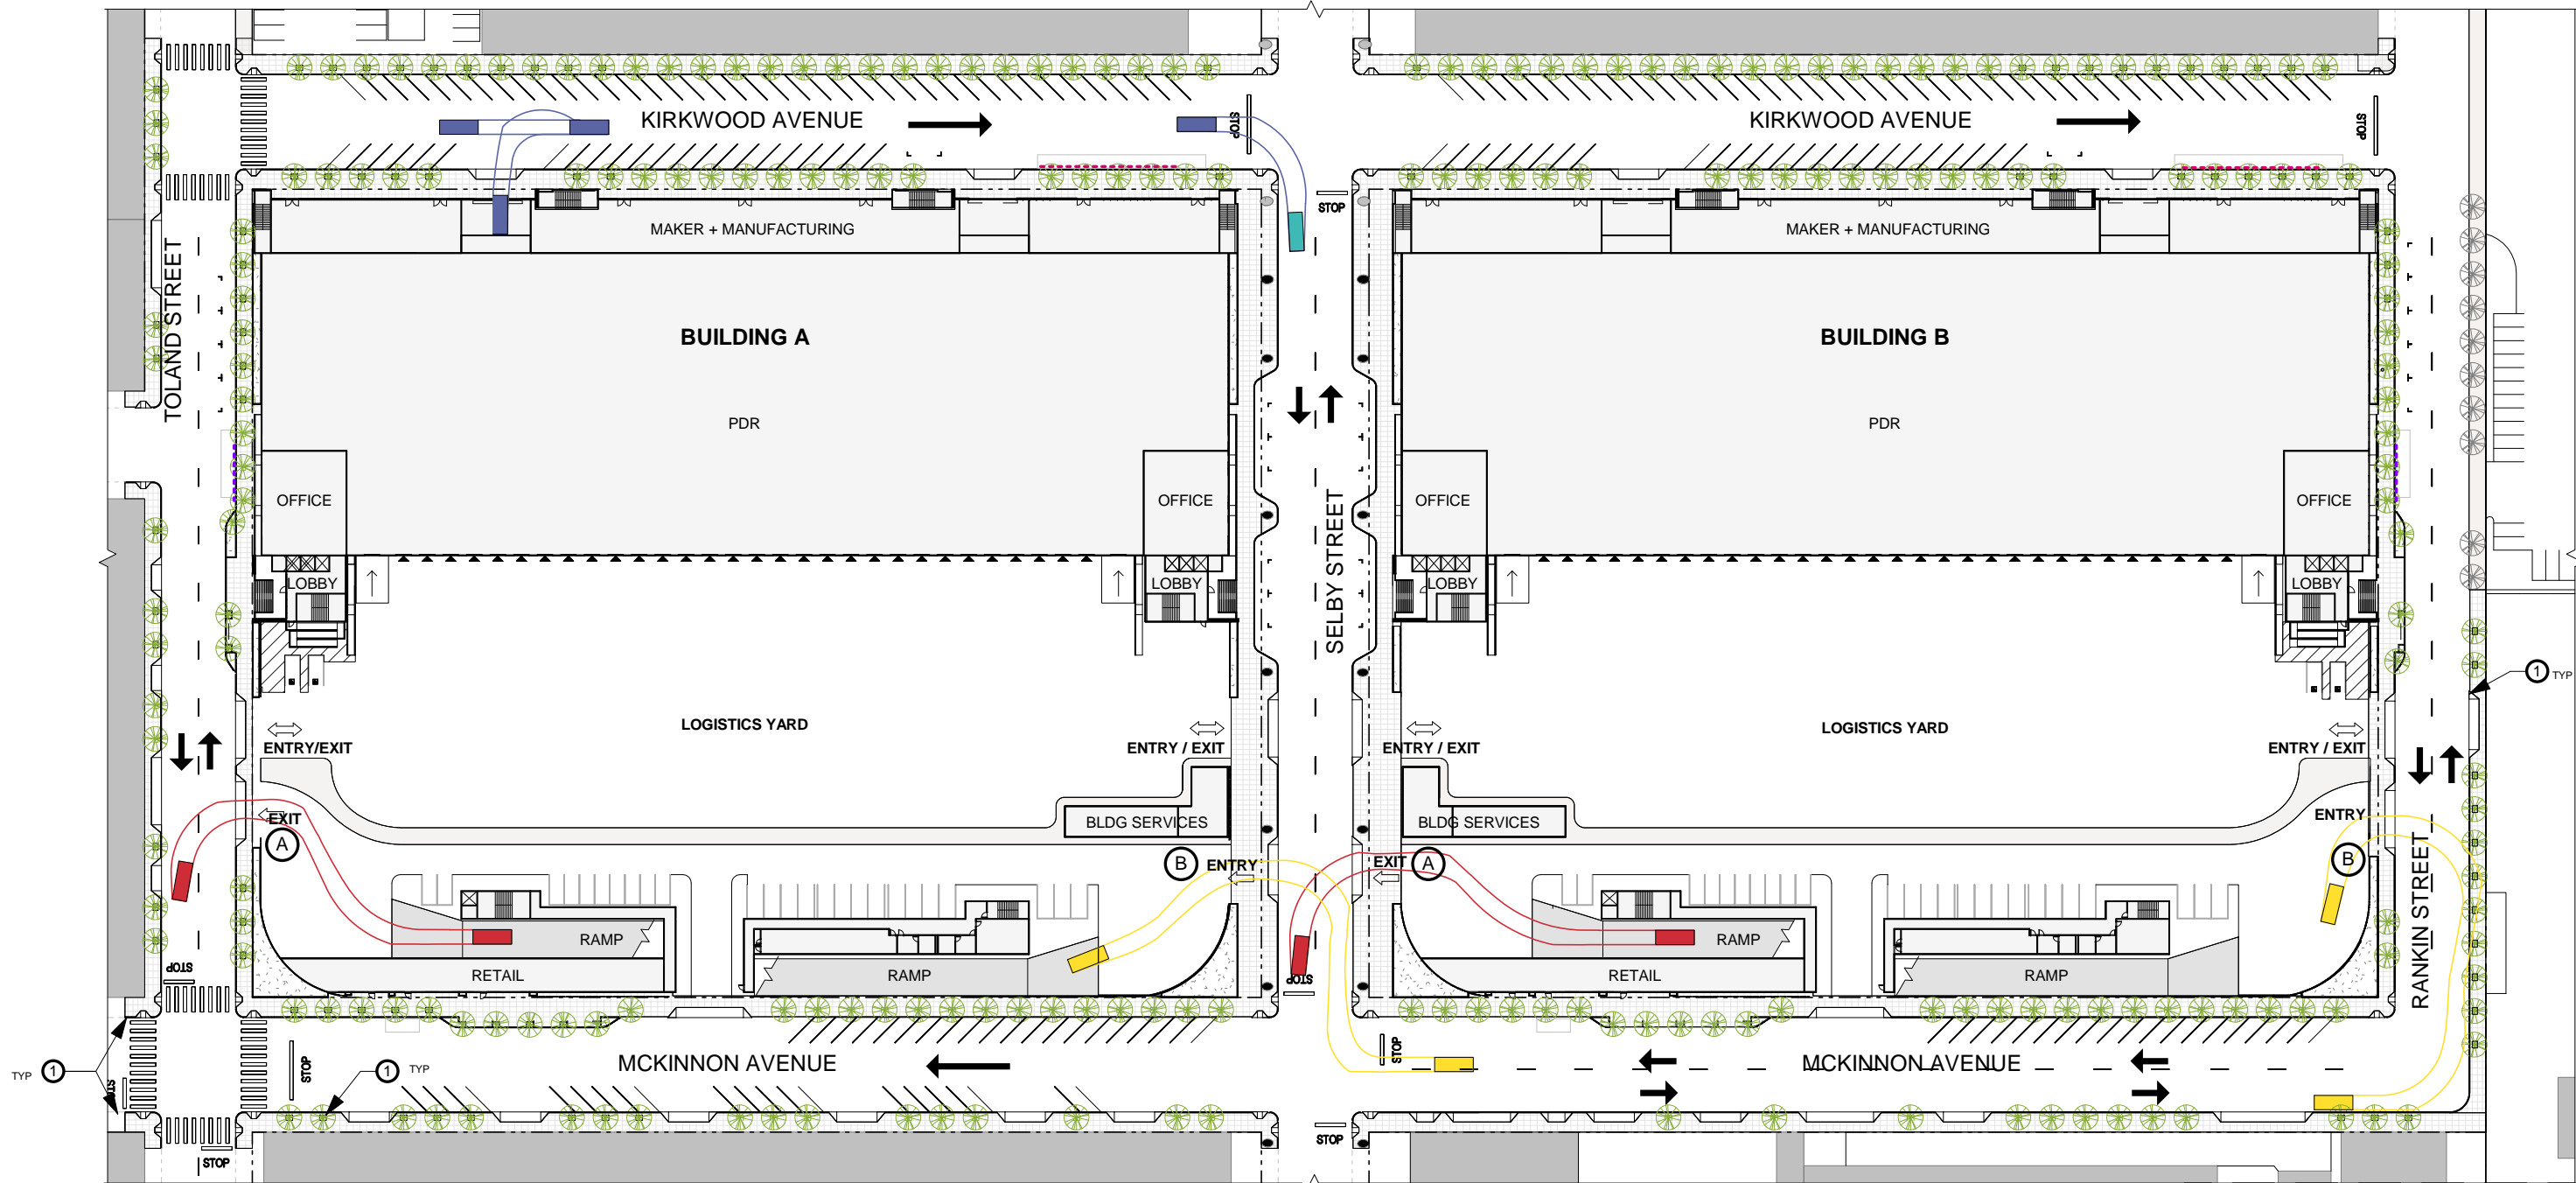 KIRKWOOD AVENUE
STOP
KIRKWOOD AVENUE
STOP
STOP
MAKER + MANUFACTURING
MAKER + MANUFACTURING
TOLAND STREET
BUILDING A
BUILDING B
PDR
PDR
OFFICE
OFFICE
OFFICE
OFFICE
SELBY STREET
LOBBY
LOBBY
LOBBY
LOBBY
1 TYP
LOGISTICS YARD
LOGISTICS YARD
ENTRY/EXIT
ENTRY / EXIT
ENTRY / EXIT
ENTRY / EXIT
EXIT
A
BLDG SERVICES
BLDG SERVICES
ENTRY
B
ENTRY
EXIT
A
B
RANKIN STREET
RAMP
RAMP
STOP
RETAIL
RAMP
STOP
RETAIL
RAMP
STOP
MCKINNON AVENUE
STOP
MCKINNON AVENUE
TYP 1
1 TYP
STOP
STOP
STOP